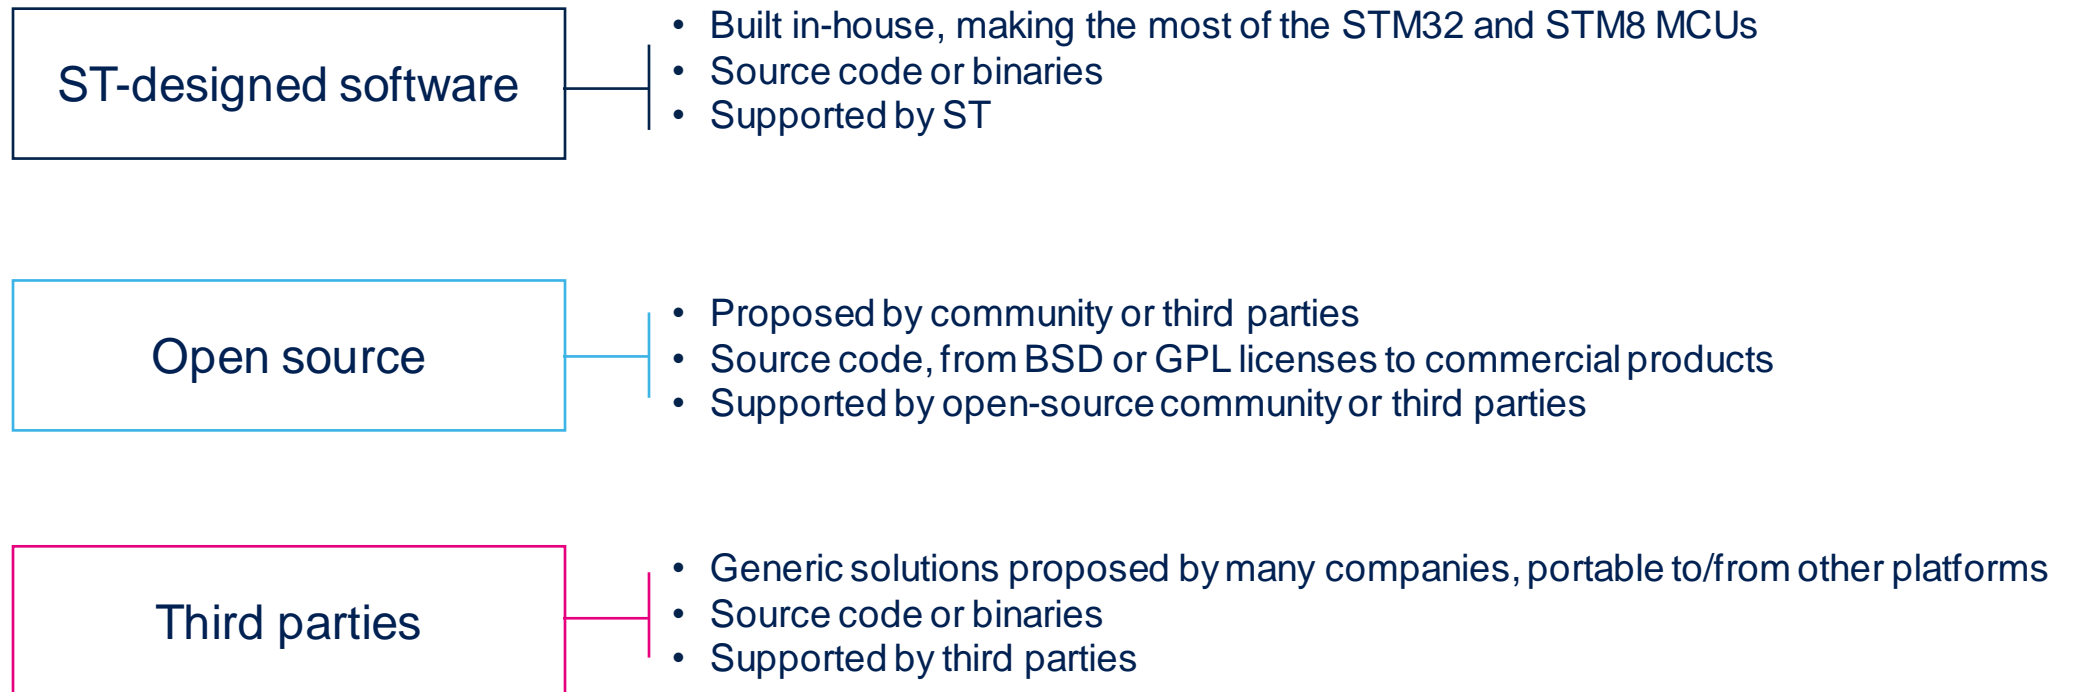 ST-designed software
• Built in-house, making the most of the STM32 and STM8 MCUs
• Source code or binaries
• Supported by ST
Open source
• Proposed by community or third parties
• Source code, from BSD or GPL licenses to commercial products
• Supported by open-source community or third parties
Third parties
• Generic solutions proposed by many companies, portable to/from other platforms
• Source code or binaries
• Supported by third parties